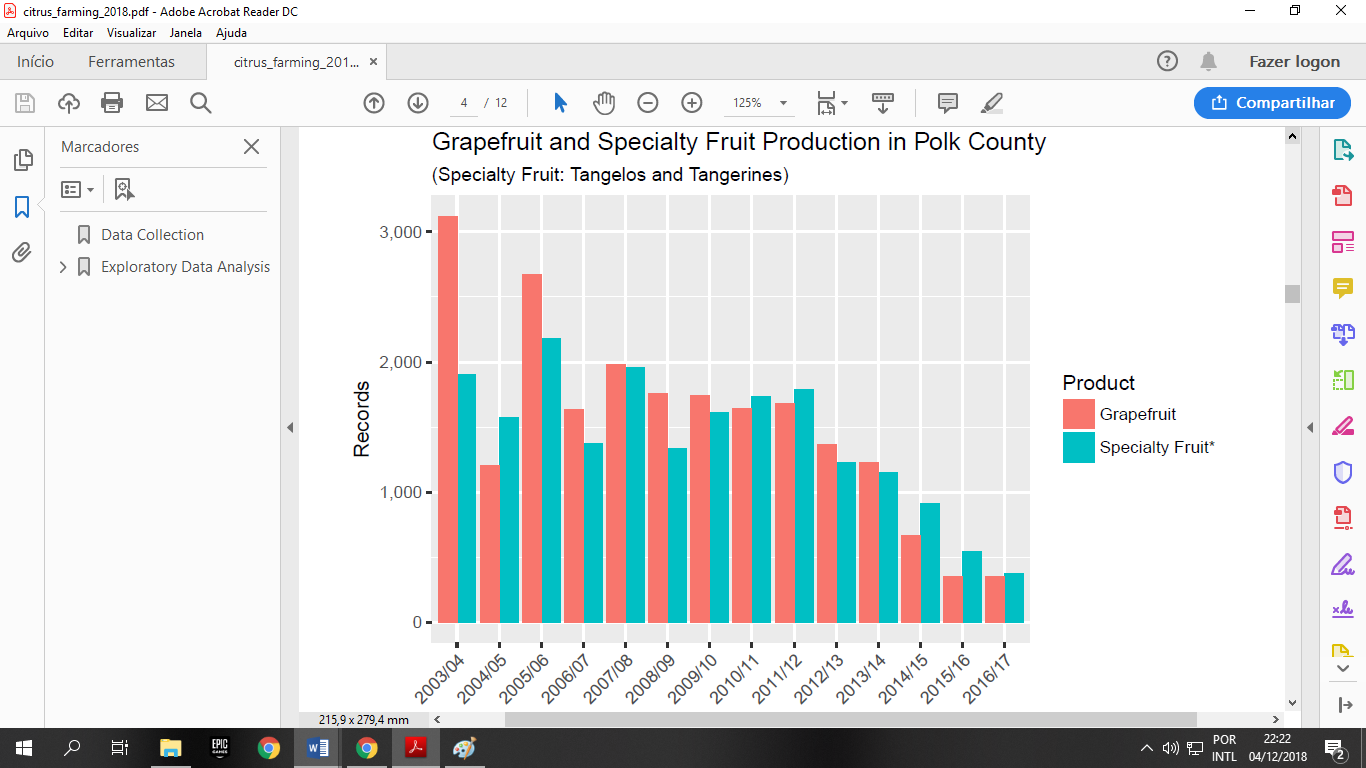 citrus_farming_2018.pdf - Adobe Acrobat Reader DC
Arquivo Editar Visualizar Janela Ajuda
Início Ferramentas citrus_farming_201... × Fazer logon
4 / 12 125% Compartilhar
Marcadores
Data Collection
Exploratory Data Analysis
Grapefruit and Specialty Fruit Production in Polk County
(Specialty Fruit: Tangelos and Tangerines)
3,000
2,000
1,000
0
Records
2003/04 2004/05 2005/06 2006/07 2007/08 2008/09 2009/10 2010/11 2011/12 2012/13 2013/14 2014/15 2015/16 2016/17
Product
Grapefruit
Specialty Fruit*
215,9 x 279,4 mm
EPIC GAMES
POR
INTL
22:22
04/12/2018
2